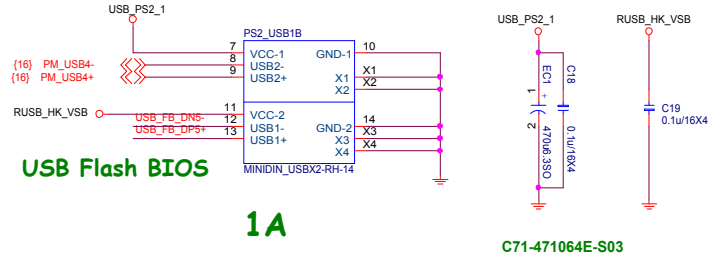 USB_PS2_1
PS2_USB1B
7 VCC-1 GND-1 10
{16} PM_USB4- 8 USB2-
{16} PM_USB4+ 9 USB2+ X1 X1
X2 X2
RUSB_HK_VSB 11 VCC-2
USB_FB_DN5- 12 USB1- GND-2 14
USB_FB_DP5+ 13 USB1+ X3 X3
X4 X4
MINIDIN_USBX2-RH-14
USB Flash BIOS
1A
USB_PS2_1
EC1
1
+
2
470u6.3SO
C18
0.1u/16X4
RUSB_HK_VSB
C19
0.1u/16X4
C71-471064E-S03